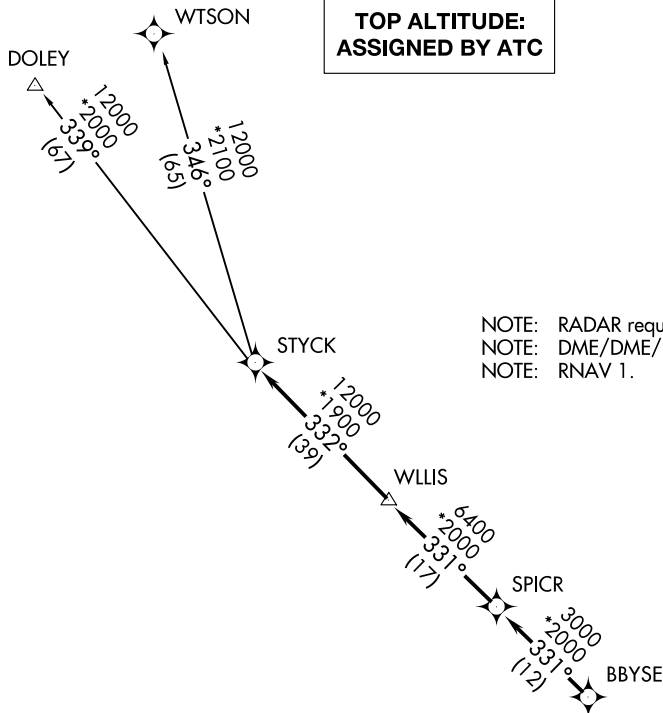 WTSON
TOP ALTITUDE:
ASSIGNED BY ATC
DOLEY
12000
*2000
339°
(67)
12000
*2100
346°
(65)
NOTE: RADAR requ
NOTE: DME/DME/
NOTE: RNAV 1.
STYCK
12000
*1900
332°
(39)
WLLIS
6400
*2000
331°
(17)
SPICR
3000
*2000
331°
(12)
BBYSE